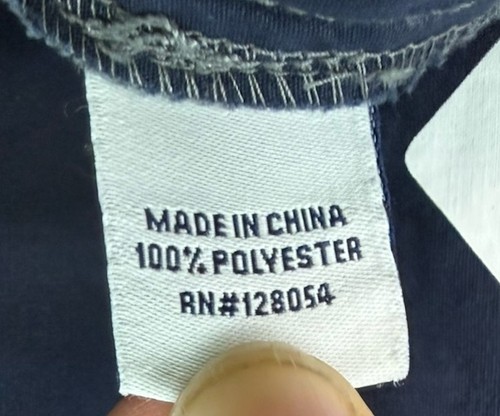 MADE IN CHINA
100% POLYESTER
RN#128054